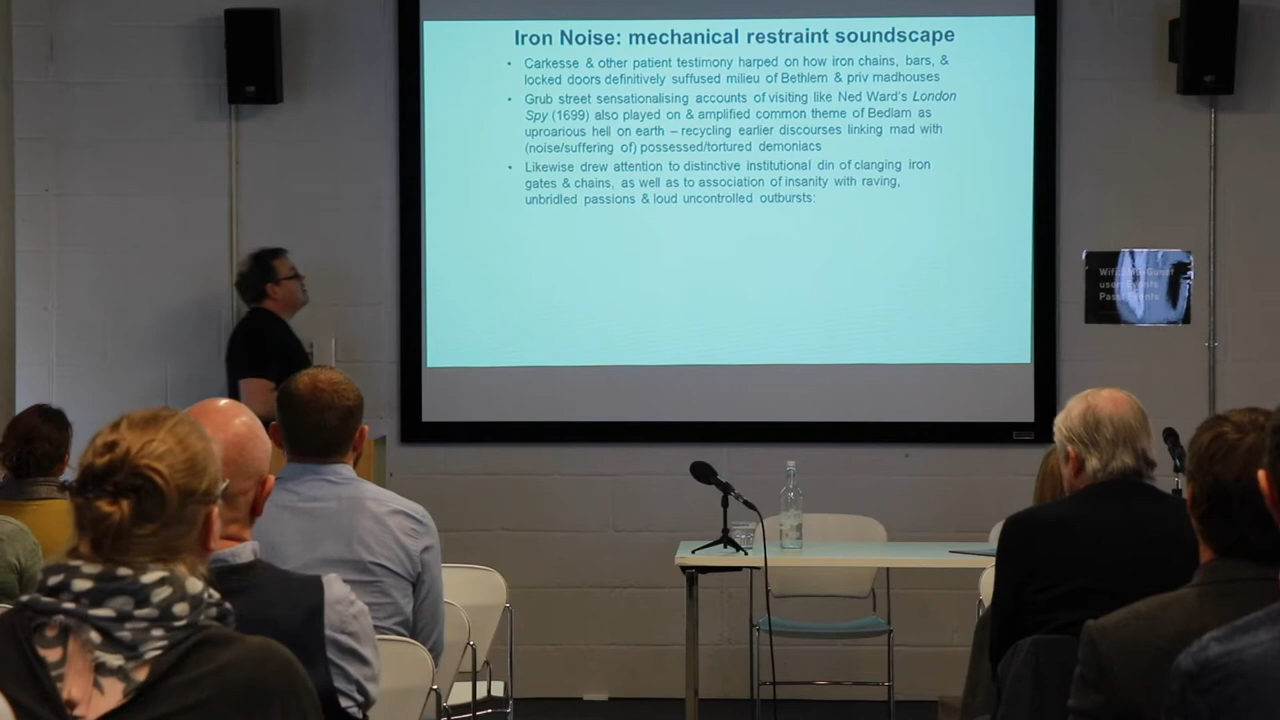 Iron Noise: mechanical restraint soundscape
• Carkesse & other patient testimony harped on how iron chains, bars, &
locked doors definitively suffused milieu of Bethlem & priv madhouses
• Grub street sensationalising accounts of visiting like Ned Ward's London
Spy (1699) also played on & amplified common theme of Bedlam as
uproarious hell on earth – recycling earlier discourses linking mad with
(noise/suffering of) possessed/tortured demoniacs
• Likewise drew attention to distinctive institutional din of clanging iron
gates & chains, as well as to association of insanity with raving,
unbridled passions & loud uncontrolled outbursts: